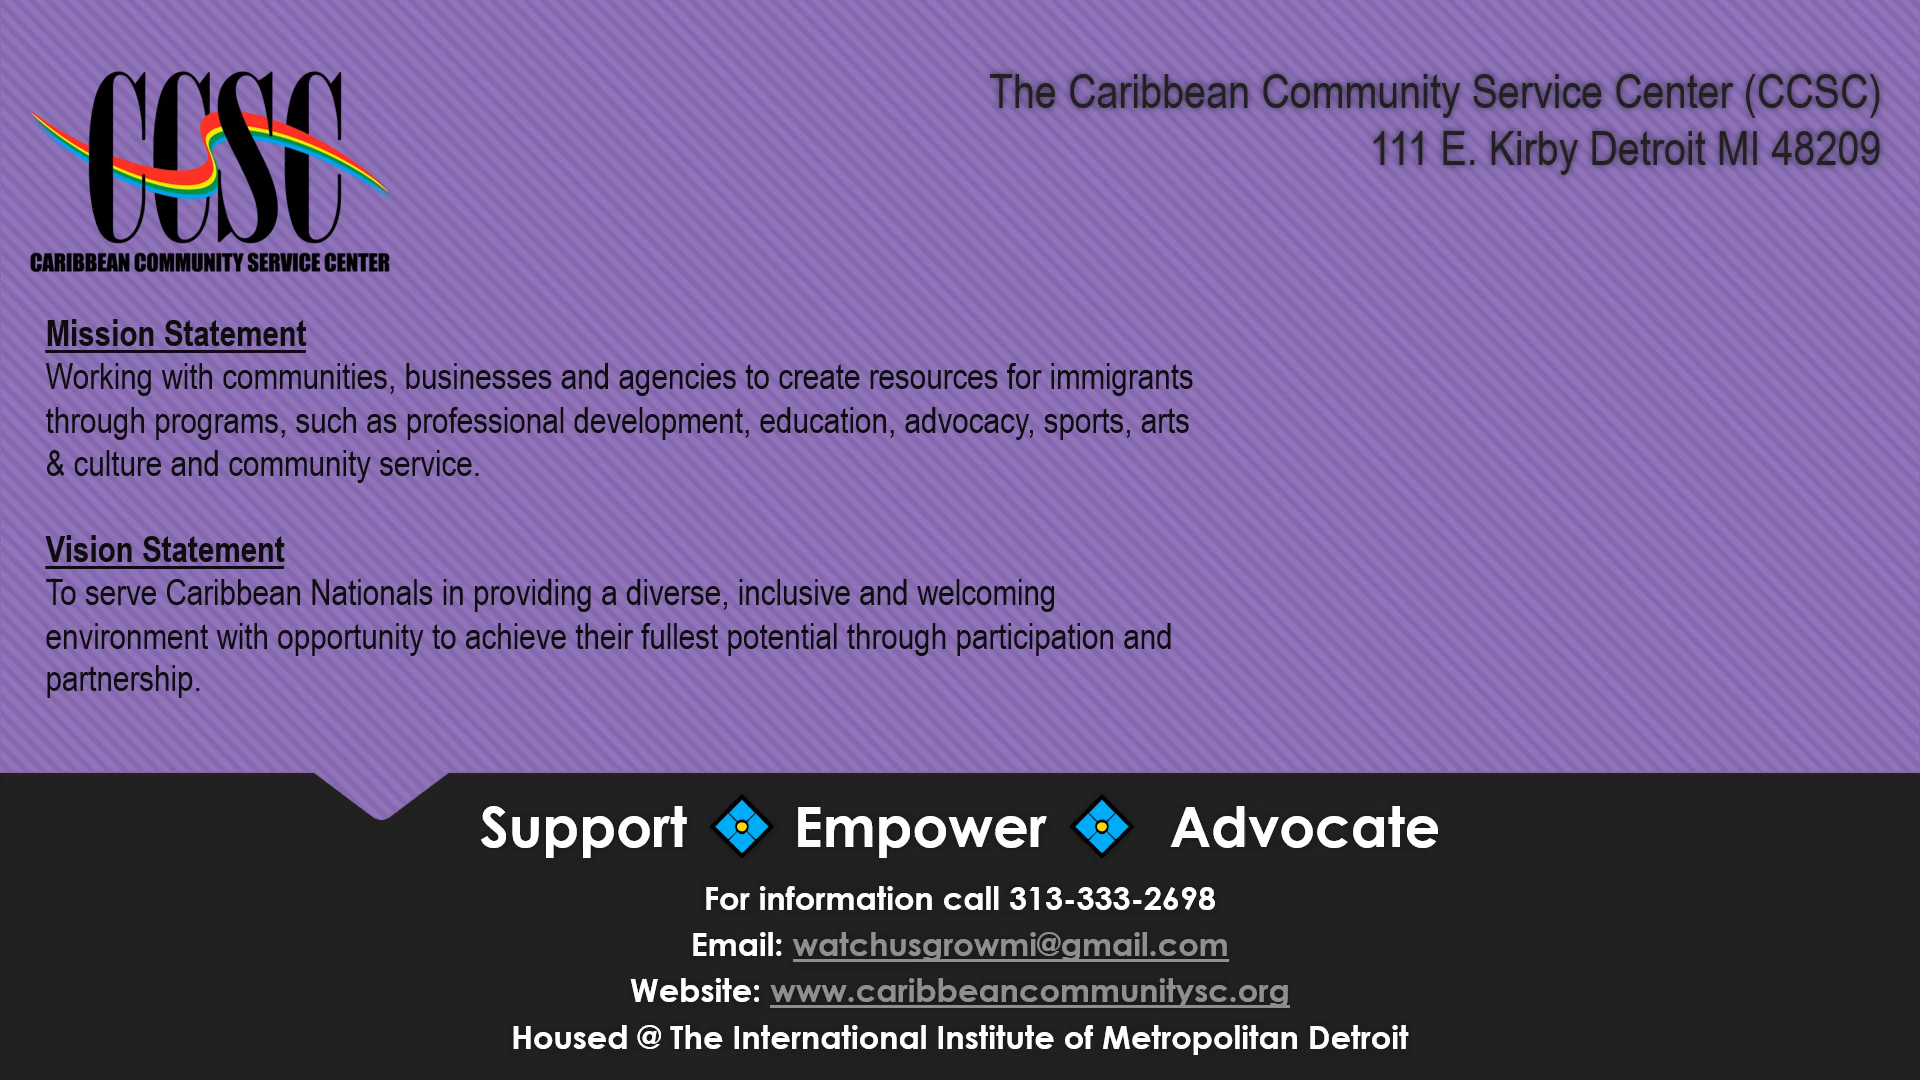 CCSC
CARIBBEAN COMMUNITY SERVICE CENTER
The Caribbean Community Service Center (CCSC)
111 E. Kirby Detroit MI 48209
Mission Statement
Working with communities, businesses and agencies to create resources for immigrants
through programs, such as professional development, education, advocacy, sports, arts
& culture and community service.
Vision Statement
To serve Caribbean Nationals in providing a diverse, inclusive and welcoming
environment with opportunity to achieve their fullest potential through participation and
partnership.
Support Empower Advocate
For information call 313-333-2698
Email: watchusgrowmi@gmail.com
Website: www.caribbeancommunitysc.org
Housed @ The International Institute of Metropolitan Detroit